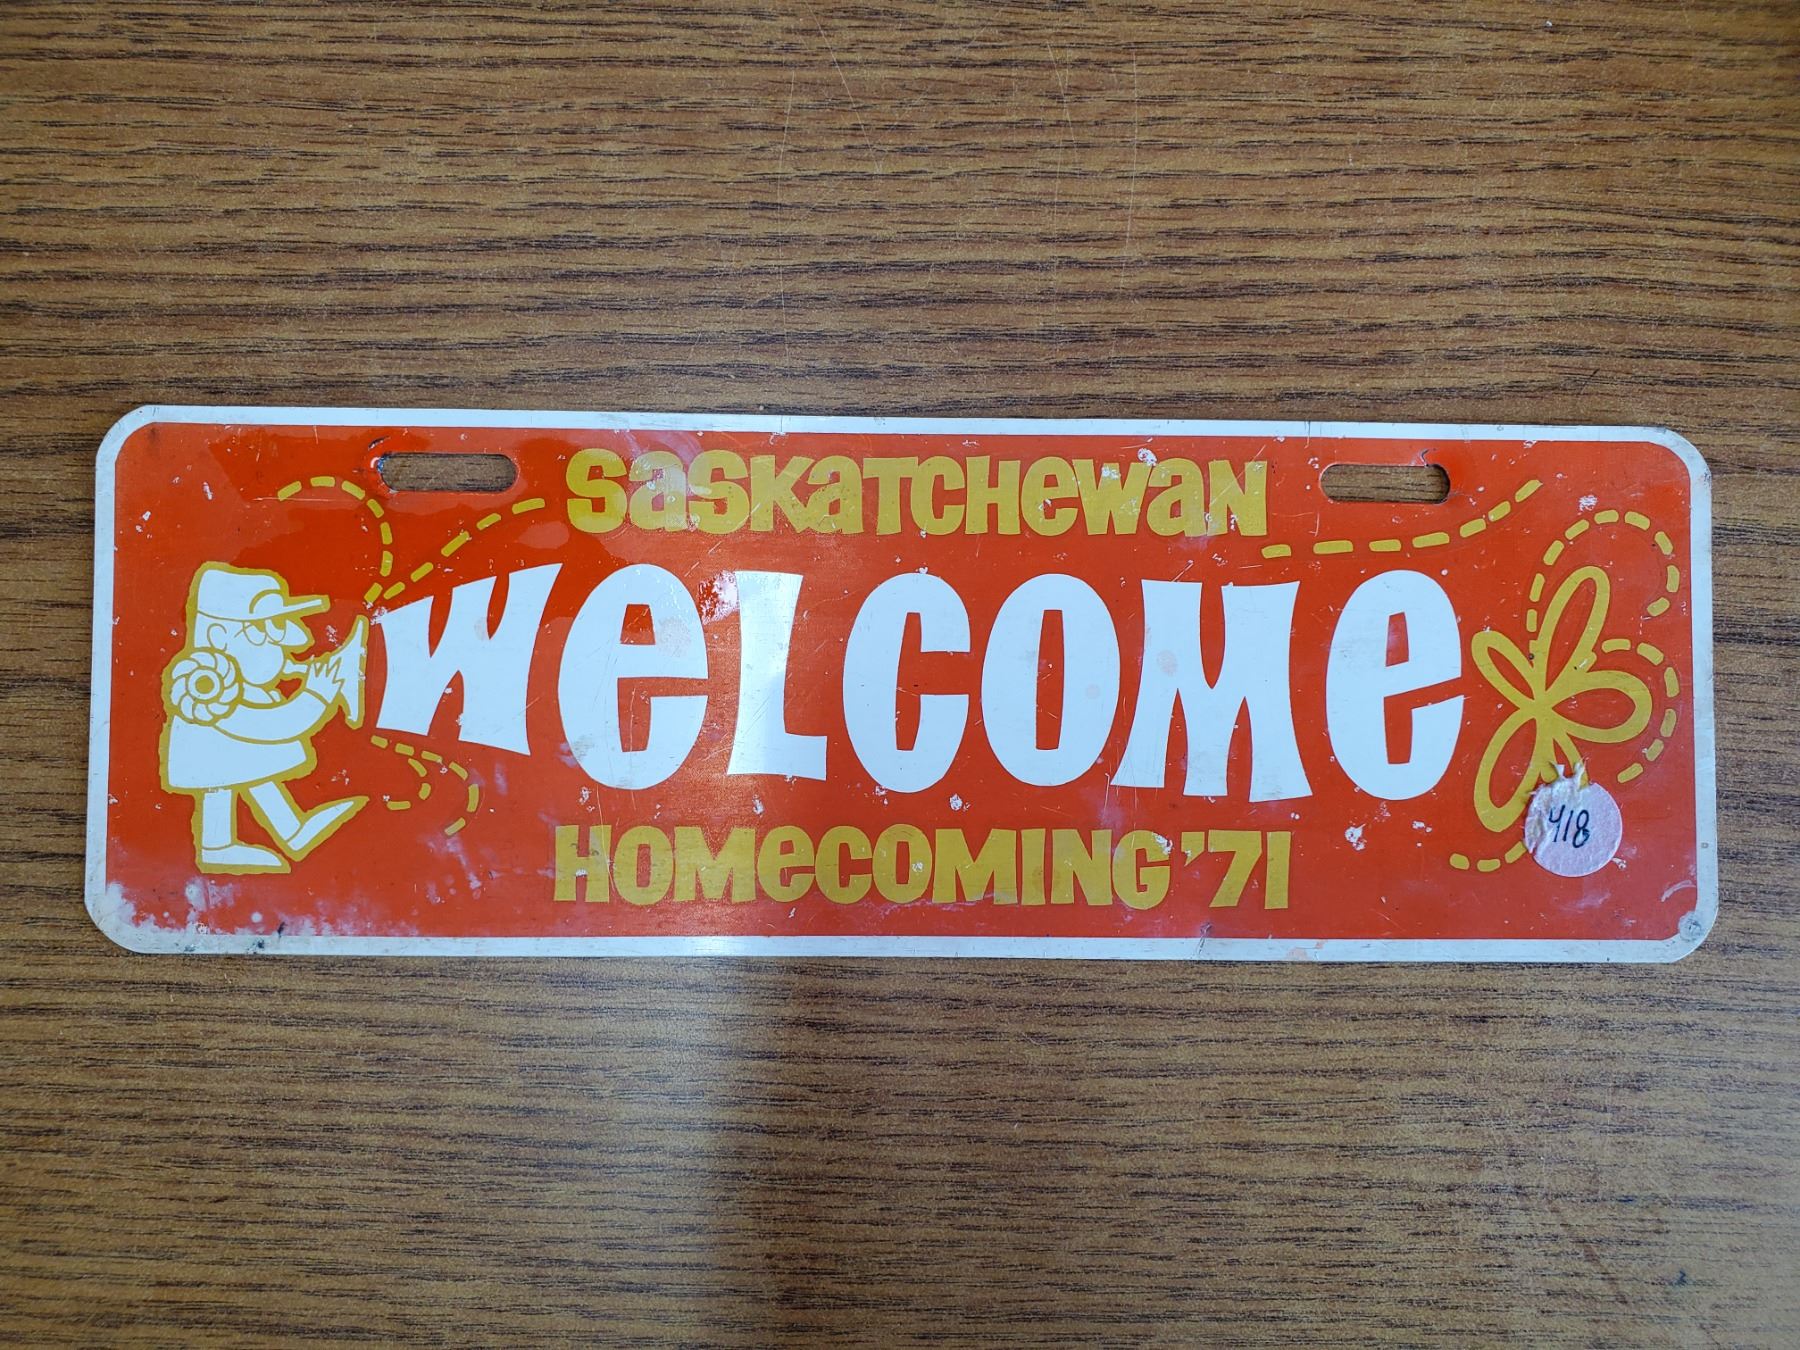 SaSKaTCHeWaN
WeLCOMe
HOMeCOMING '71
418